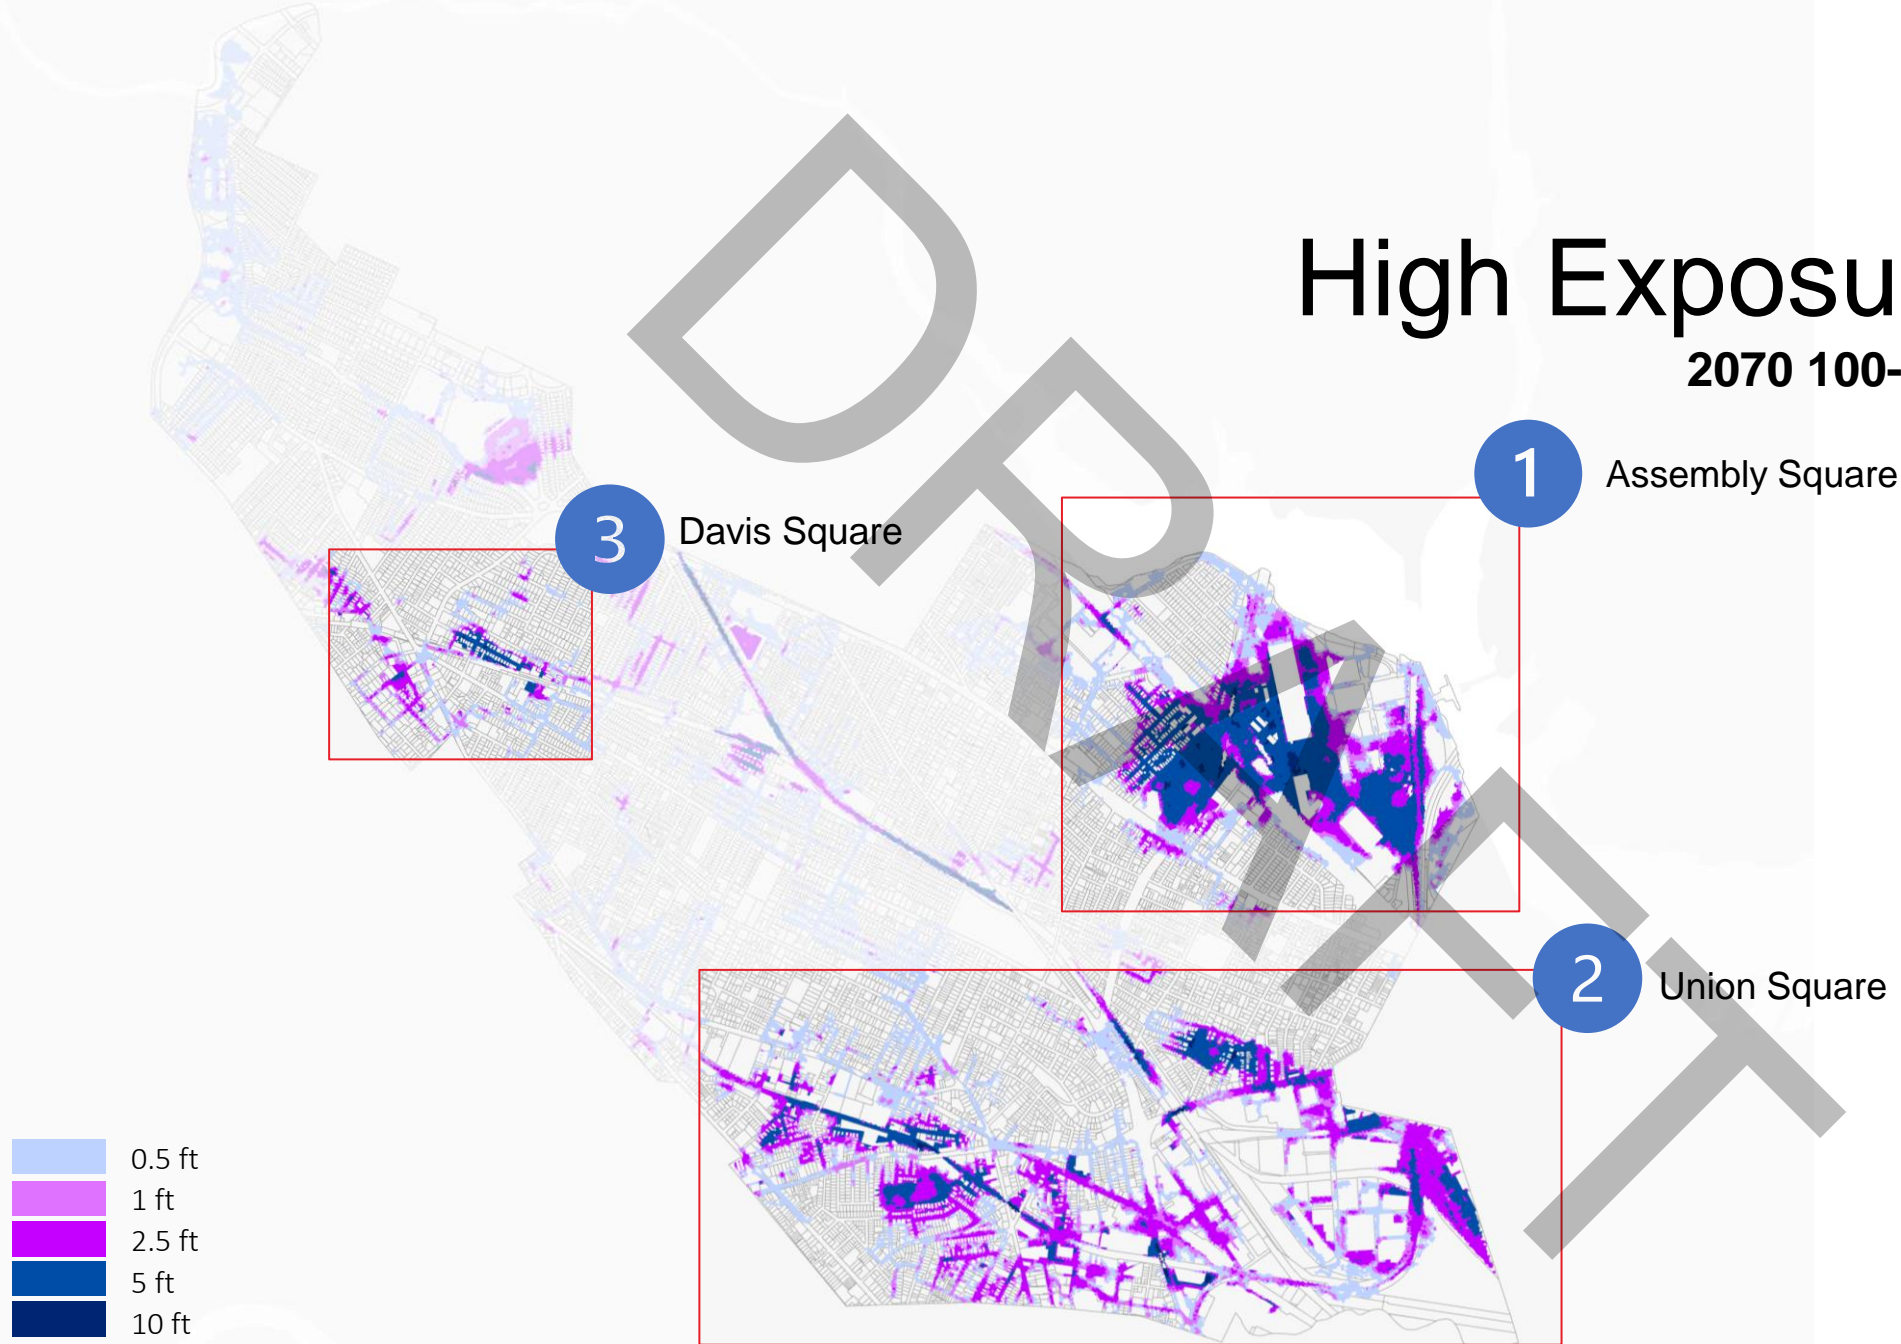 High Exposu
2070 100-
1 Assembly Square
3 Davis Square
2 Union Square
0.5 ft
1 ft
2.5 ft
5 ft
10 ft
DRAFT